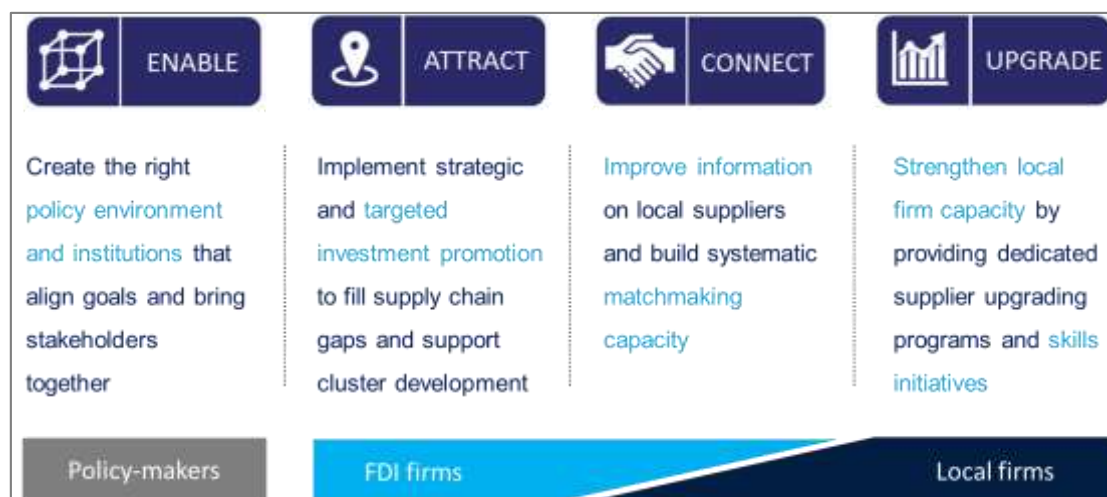 ENABLE
Create the right
policy environment
and institutions that
align goals and bring
stakeholders
together
Policy-makers
ATTRACT
Implement strategic
and targeted
investment promotion
to fill supply chain
gaps and support
cluster development
FDI firms
CONNECT
Improve information
on local suppliers
and build systematic
matchmaking
capacity
UPGRADE
Strengthen local
firm capacity by
providing dedicated
supplier upgrading
programs and skills
initiatives
Local firms